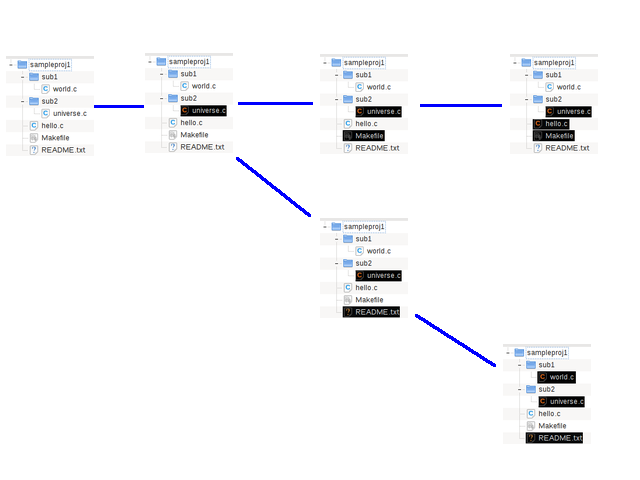 sampleproj1
sub1
world.c
sub2
universe.c
hello.c
Makefile
README.txt
sampleproj1
sub1
world.c
sub2
universe.c
hello.c
Makefile
README.txt
sampleproj1
sub1
world.c
sub2
universe.c
hello.c
Makefile
README.txt
sampleproj1
sub1
world.c
sub2
universe.c
hello.c
Makefile
README.txt
sampleproj1
sub1
world.c
sub2
universe.c
hello.c
Makefile
README.txt
sampleproj1
sub1
world.c
sub2
universe.c
hello.c
Makefile
README.txt